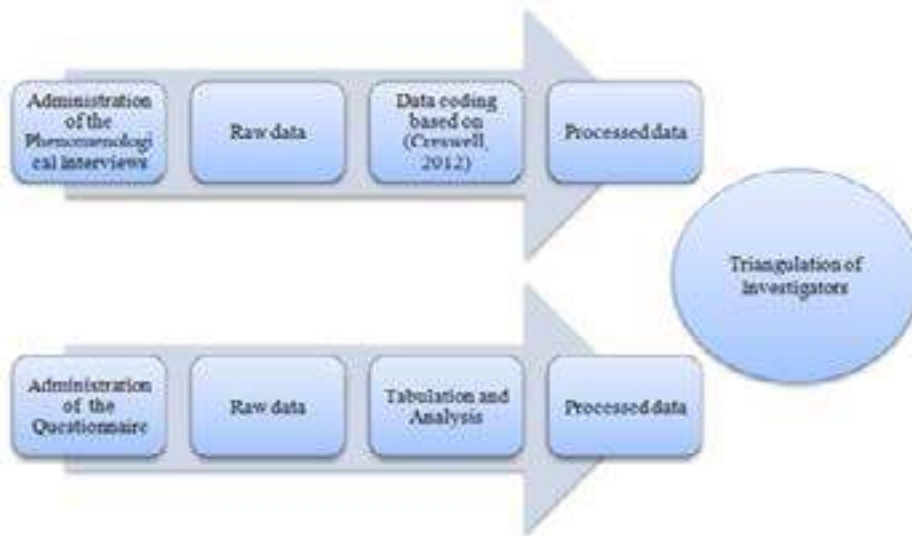 Administration
of the
Phenomenologi
cal Interviews
Raw data
Data coding
based on
(Creswell,
2012)
Processed data
Triangulation of
Investigators
Administration
of the
Questionnaire
Raw data
Tabulation and
Analysis
Processed data